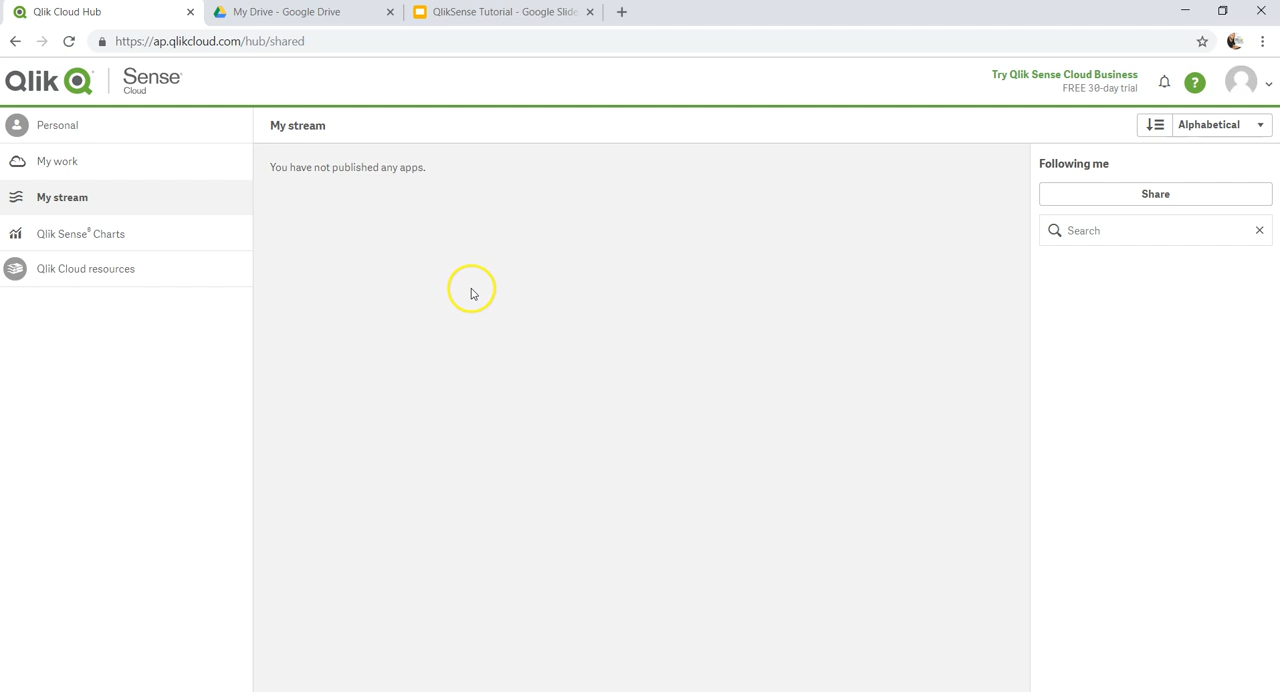 Qlik Cloud Hub
My Drive - Google Drive
QlikSense Tutorial - Google Slide
https://ap.qlikcloud.com/hub/shared
Qlik
Sense
Cloud
Try Qlik Sense Cloud Business
FREE 30-day trial
?
Personal
My stream
Alphabetical
My work
You have not published any apps.
Following me
My stream
Share
Qlik Sense® Charts
Search
Qlik Cloud resources